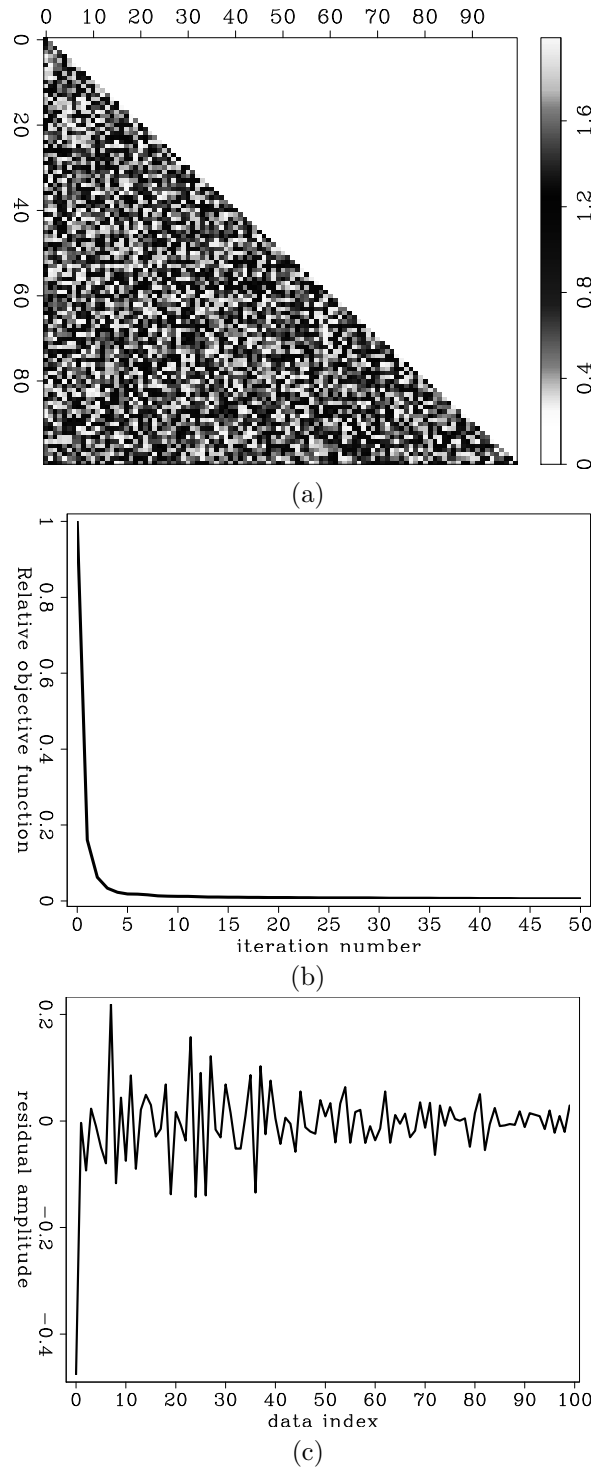 0 10 20 30 40 50 60 70 80 90
0
20
40
60
80
1.6
1.2
0.8
0.4
0
(a)
1
0.8
0.6
0.4
0.2
0
Relative objective function
0 5 10 15 20 25 30 35 40 45 50
iteration number
(b)
0.2
0
−0.2
−0.4
residual amplitude
0 10 20 30 40 50 60 70 80 90 100
data index
(c)